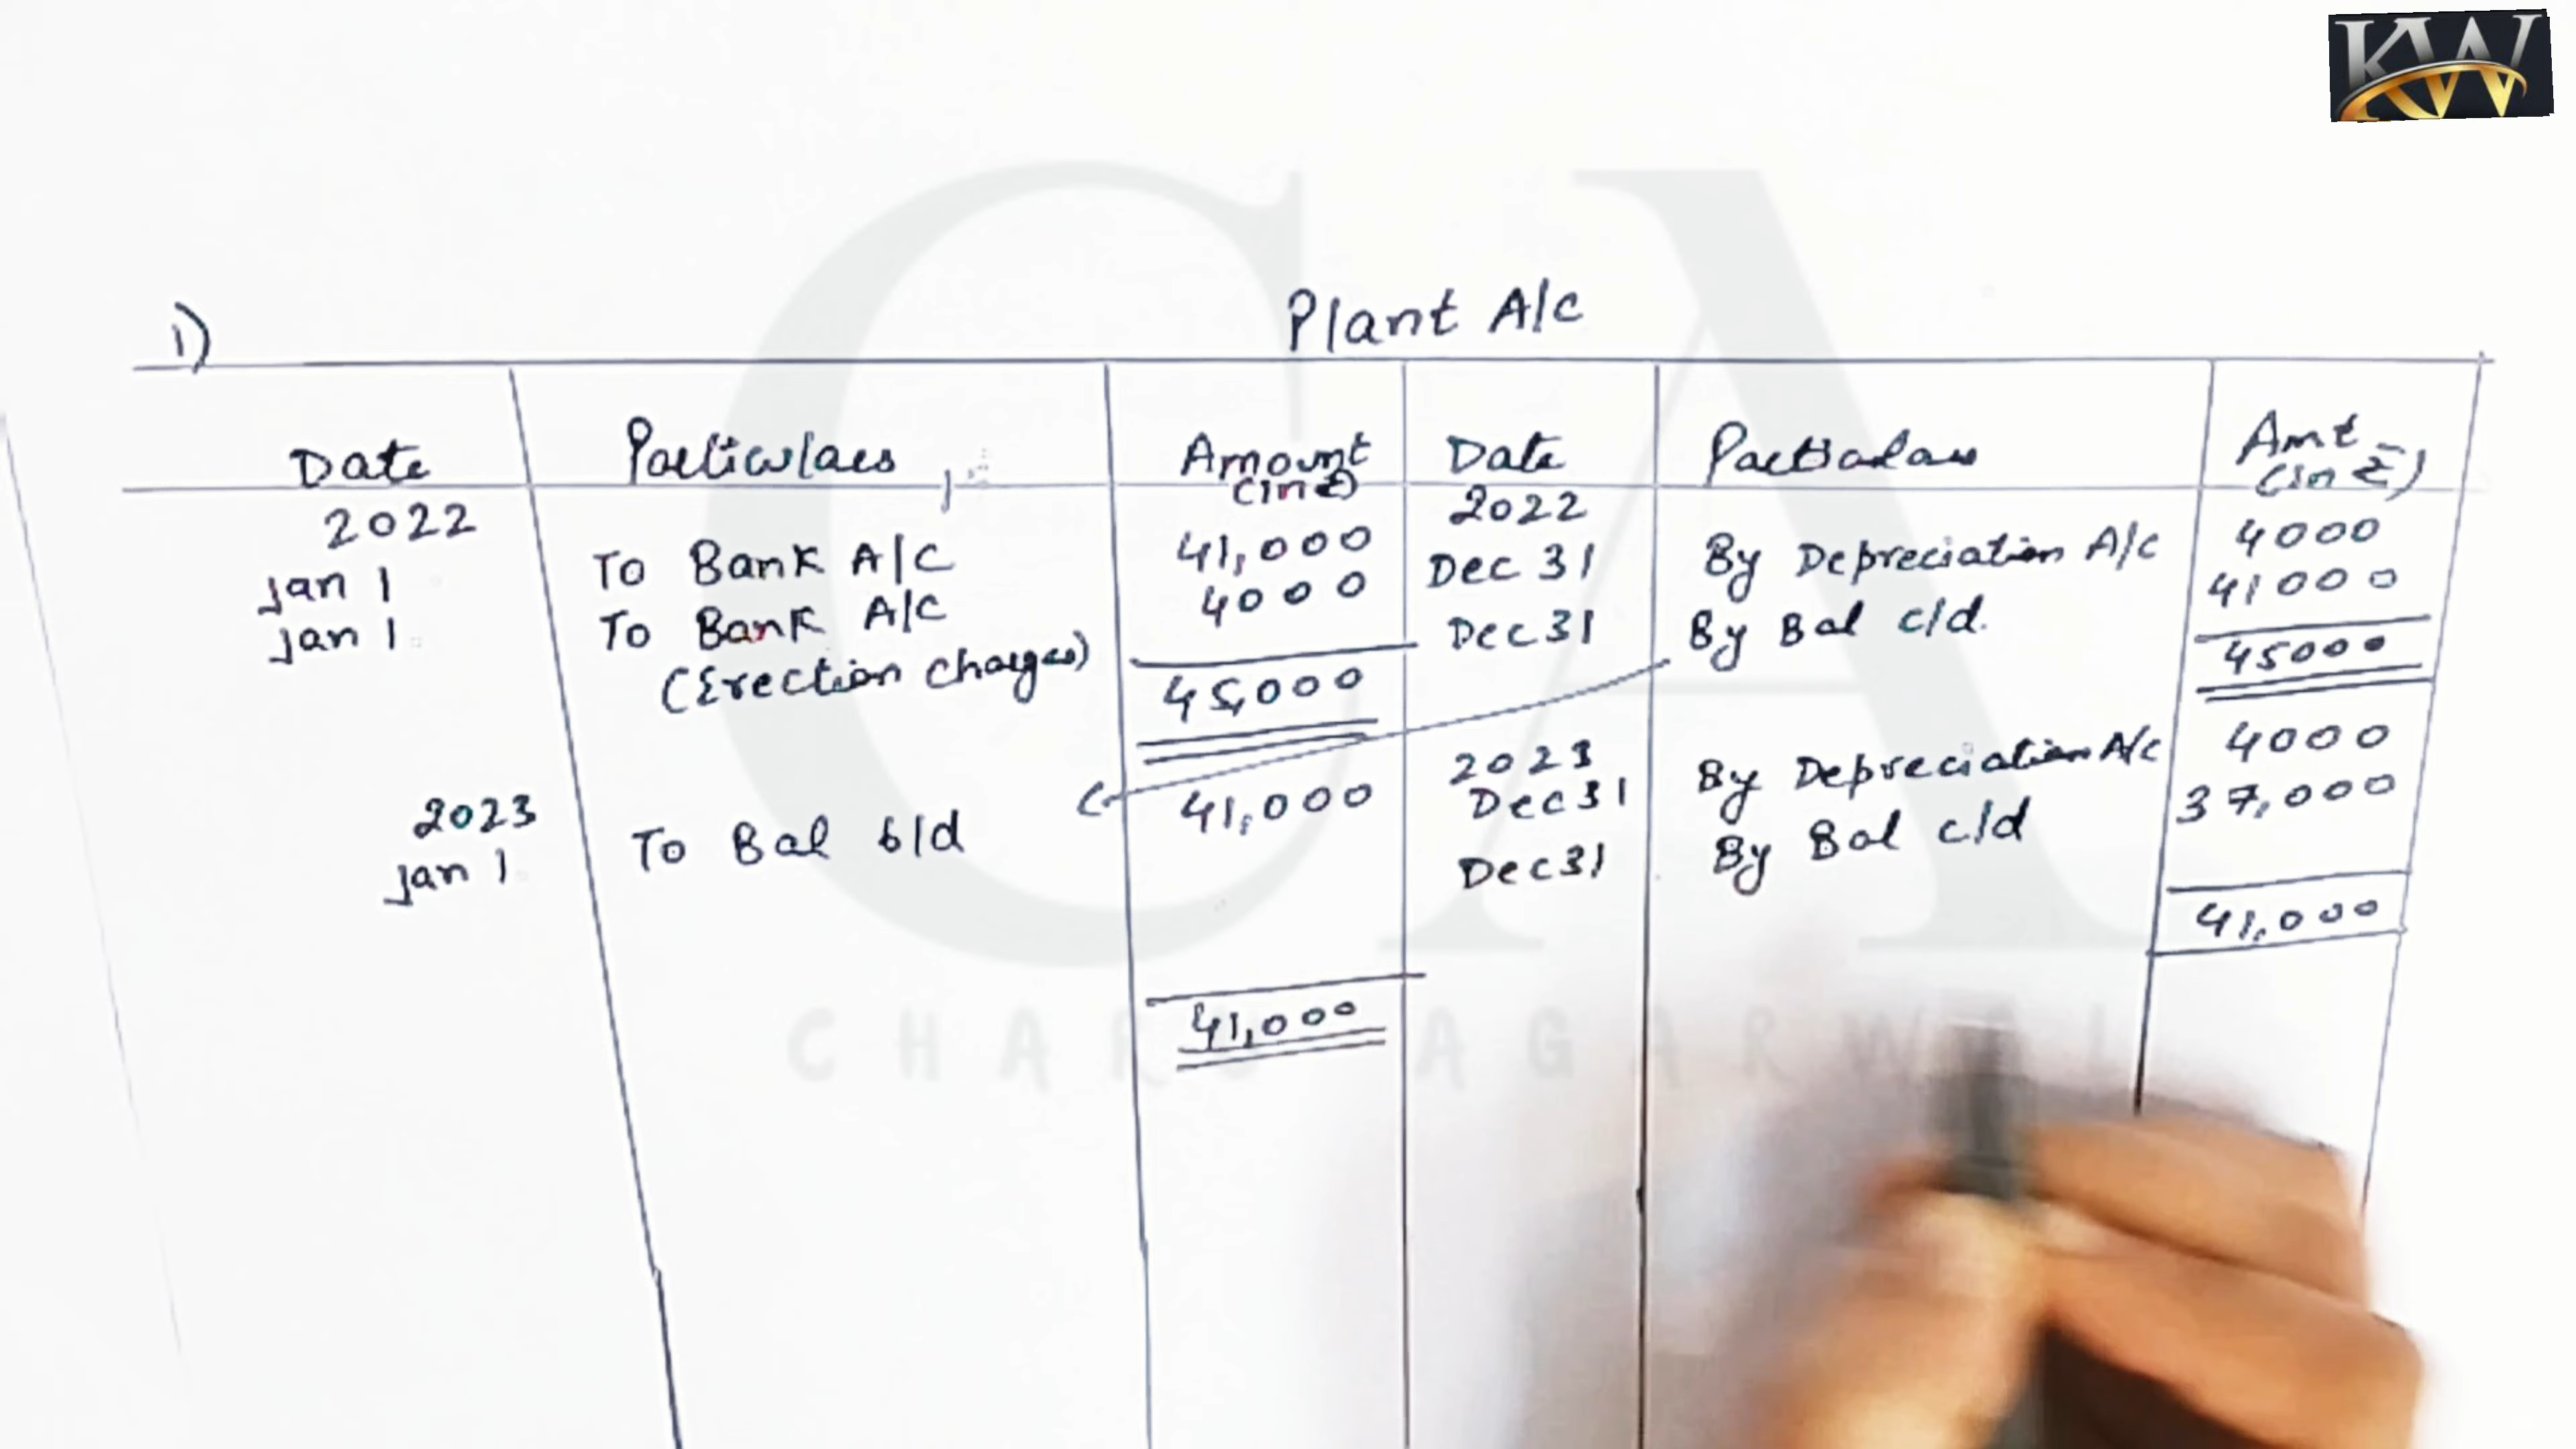 KW
1)
Plant A/c
Date Particulars Amount (in ₹) Date Particulars Amt (in ₹)
2022 2022
Jan 1 To Bank A/C 41,000 Dec 31 By Depreciation A/c 4000
Jan 1 To Bank A/C 4000 Dec 31 By Bal c/d. 41000
(Erection charges) 45,000 45000
2023 2023
Jan 1 To Bal b/d 41,000 Dec 31 By Depreciation A/c 4000
Dec 31 By Bal c/d 37,000
41,000 41,000
CA